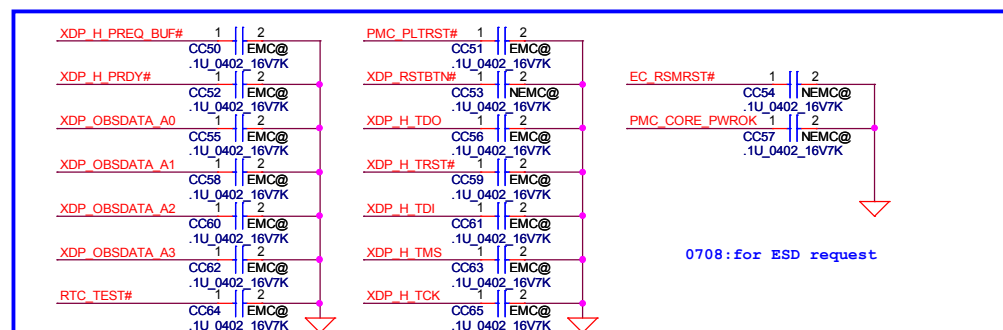 XDP_H_PREQ_BUF# 1 2
CC50 EMC@
.1U_0402_16V7K
XDP_H_PRDY# 1 2
CC52 EMC@
.1U_0402_16V7K
XDP_OBSDATA_A0 1 2
CC55 EMC@
.1U_0402_16V7K
XDP_OBSDATA_A1 1 2
CC58 EMC@
.1U_0402_16V7K
XDP_OBSDATA_A2 1 2
CC60 EMC@
.1U_0402_16V7K
XDP_OBSDATA_A3 1 2
CC62 EMC@
.1U_0402_16V7K
RTC_TEST# 1 2
CC64 EMC@
.1U_0402_16V7K
PMC_PLTRST# 1 2
CC51 EMC@
.1U_0402_16V7K
XDP_RSTBTN# 1 2
CC53 NEMC@
.1U_0402_16V7K
XDP_H_TDO 1 2
CC56 EMC@
.1U_0402_16V7K
XDP_H_TRST# 1 2
CC59 EMC@
.1U_0402_16V7K
XDP_H_TDI 1 2
CC61 EMC@
.1U_0402_16V7K
XDP_H_TMS 1 2
CC63 EMC@
.1U_0402_16V7K
XDP_H_TCK 1 2
CC65 EMC@
.1U_0402_16V7K
EC_RSMRST# 1 2
CC54 NEMC@
.1U_0402_16V7K
PMC_CORE_PWROK 1 2
CC57 NEMC@
.1U_0402_16V7K
0708:for ESD request